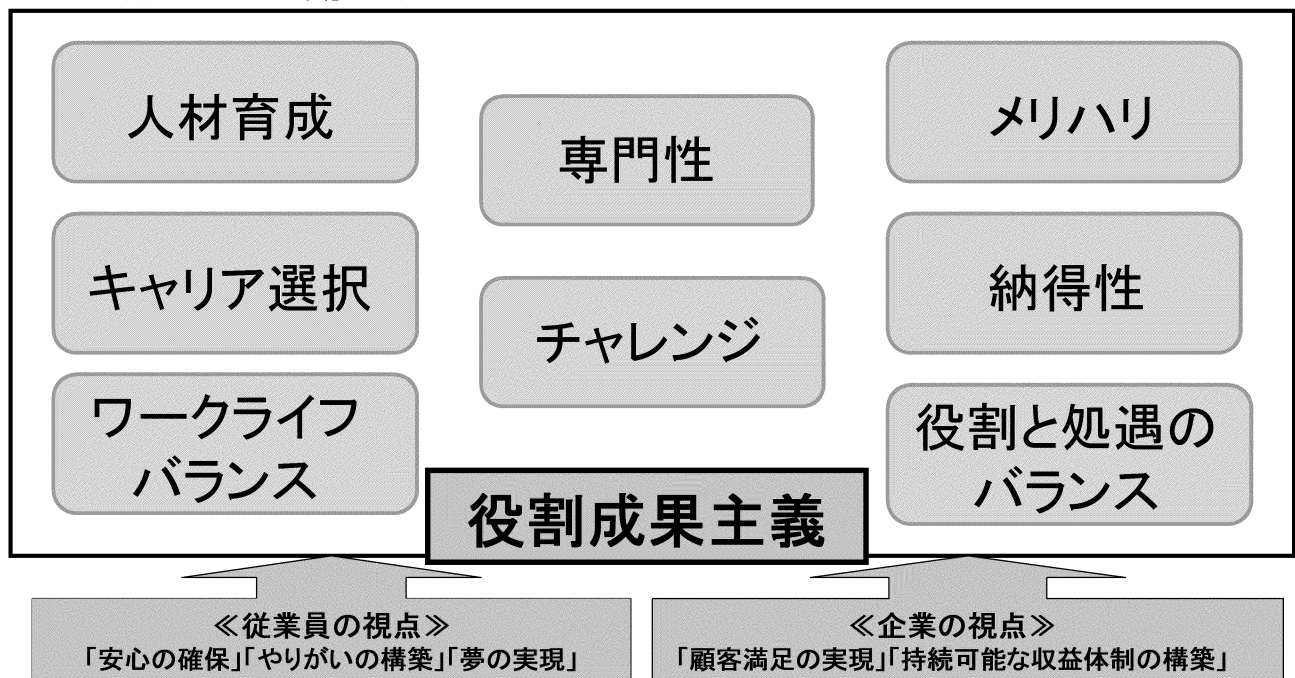 人材育成
専門性
メリハリ
キャリア選択
チャレンジ
納得性
ワークライフ
バランス
役割と処遇の
バランス
役割成果主義
≪従業員の視点≫
「安心の確保」「やりがいの構築」「夢の実現」
≪企業の視点≫
「顧客満足の実現」「持続可能な収益体制の構築」